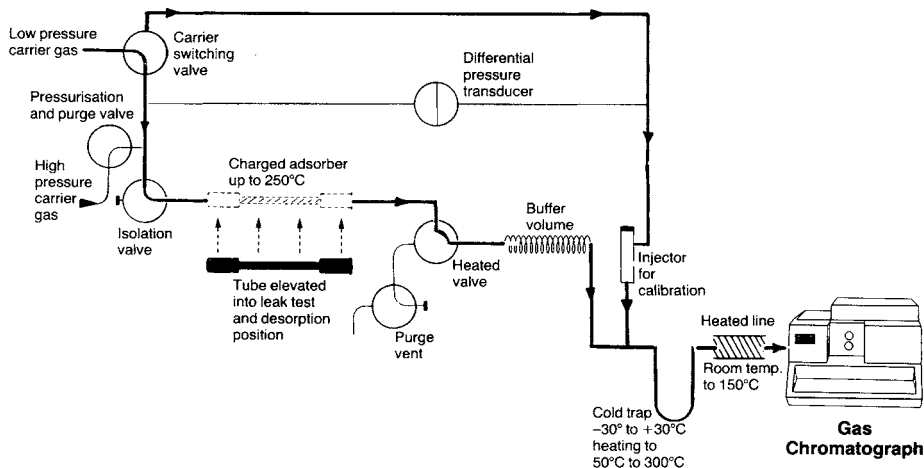 Low pressure
carrier gas
Carrier
switching
valve
Differential
pressure
transducer
Pressurisation
and purge valve
High
pressure
carrier
gas
Charged adsorber
up to 250°C
Isolation
valve
Buffer
volume
Heated
valve
Injector
for
calibration
Tube elevated
into leak test
and desorption
position
Purge
vent
Heated line
Room temp.
to 150°C
Cold trap
–30° to +30°C
heating to
50°C to 300°C
Gas
Chromatograph